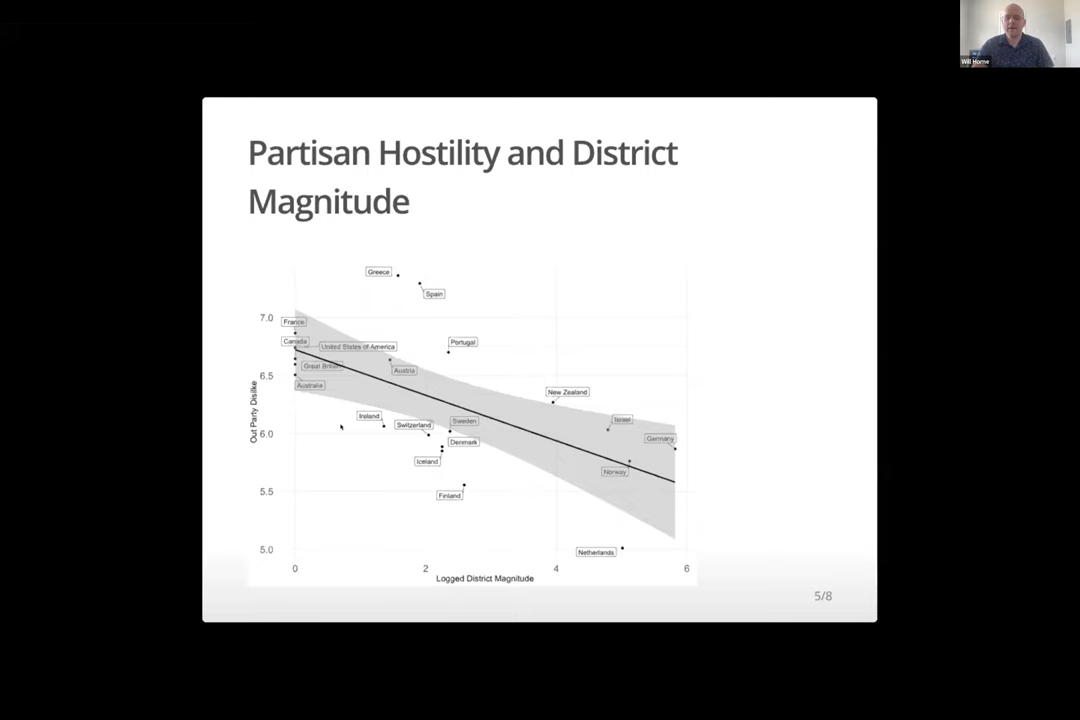 Will Horne
Partisan Hostility and District
Magnitude
Greece
Spain
7.0
France
Canada
United States of America
Portugal
Great Britain
Austria
6.5
Australia
New Zealand
Out Party Dislike
Ireland
Switzerland
Sweden
Israel
6.0
Denmark
Germany
Iceland
Norway
5.5
Finland
5.0
Netherlands
0 2 4 6
Logged District Magnitude
5/8